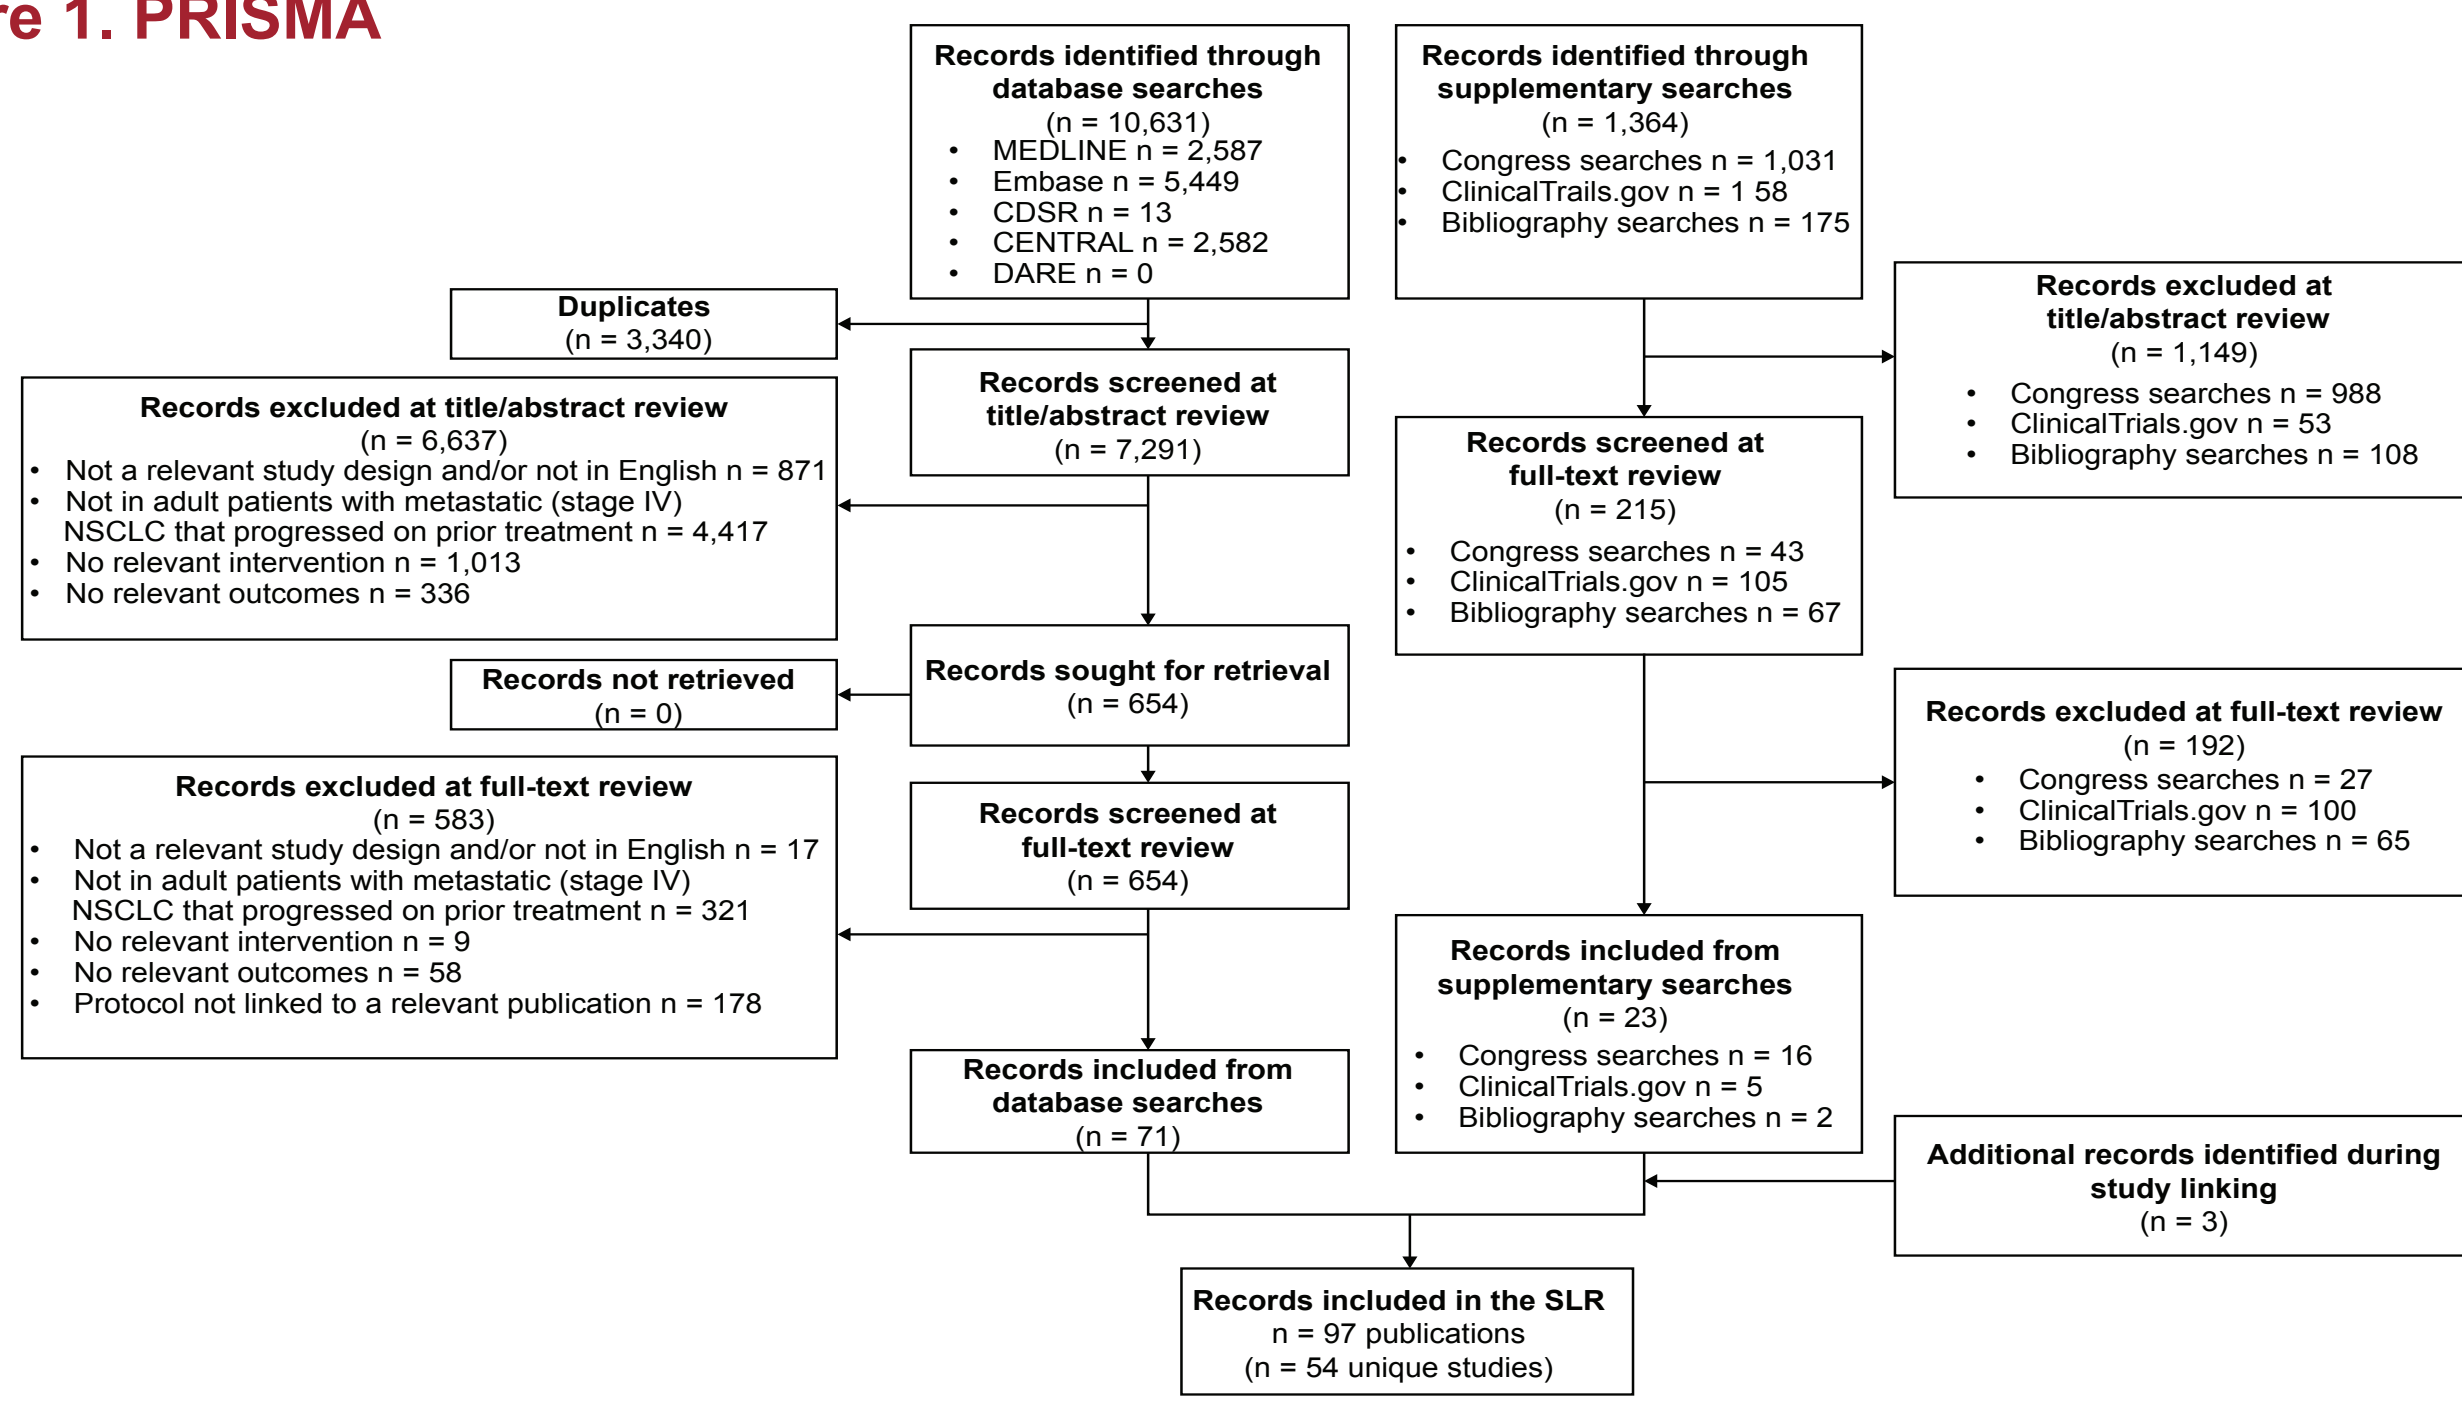 re 1. PRISMA
Records identified through
database searches
(n = 10,631)
• MEDLINE n = 2,587
• Embase n = 5,449
• CDSR n = 13
• CENTRAL n = 2,582
• DARE n = 0
Records identified through
supplementary searches
(n = 1,364)
• Congress searches n = 1,031
• ClinicalTrails.gov n = 1 58
• Bibliography searches n = 175
Duplicates
(n = 3,340)
Records excluded at
title/abstract review
(n = 1,149)
• Congress searches n = 988
• ClinicalTrials.gov n = 53
• Bibliography searches n = 108
Records screened at
title/abstract review
(n = 7,291)
Records excluded at title/abstract review
(n = 6,637)
• Not a relevant study design and/or not in English n = 871
• Not in adult patients with metastatic (stage IV)
NSCLC that progressed on prior treatment n = 4,417
• No relevant intervention n = 1,013
• No relevant outcomes n = 336
Records screened at
full-text review
(n = 215)
• Congress searches n = 43
• ClinicalTrials.gov n = 105
• Bibliography searches n = 67
Records sought for retrieval
(n = 654)
Records not retrieved
(n = 0)
Records excluded at full-text review
(n = 192)
• Congress searches n = 27
• ClinicalTrials.gov n = 100
• Bibliography searches n = 65
Records excluded at full-text review
(n = 583)
• Not a relevant study design and/or not in English n = 17
• Not in adult patients with metastatic (stage IV)
NSCLC that progressed on prior treatment n = 321
• No relevant intervention n = 9
• No relevant outcomes n = 58
• Protocol not linked to a relevant publication n = 178
Records screened at
full-text review
(n = 654)
Records included from
supplementary searches
(n = 23)
• Congress searches n = 16
• ClinicalTrials.gov n = 5
• Bibliography searches n = 2
Records included from
database searches
(n = 71)
Additional records identified during
study linking
(n = 3)
Records included in the SLR
n = 97 publications
(n = 54 unique studies)